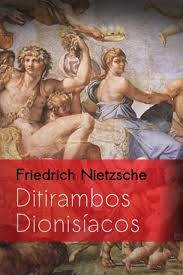 Friedrich Nietzsche
Ditirambos
Dionisíacos